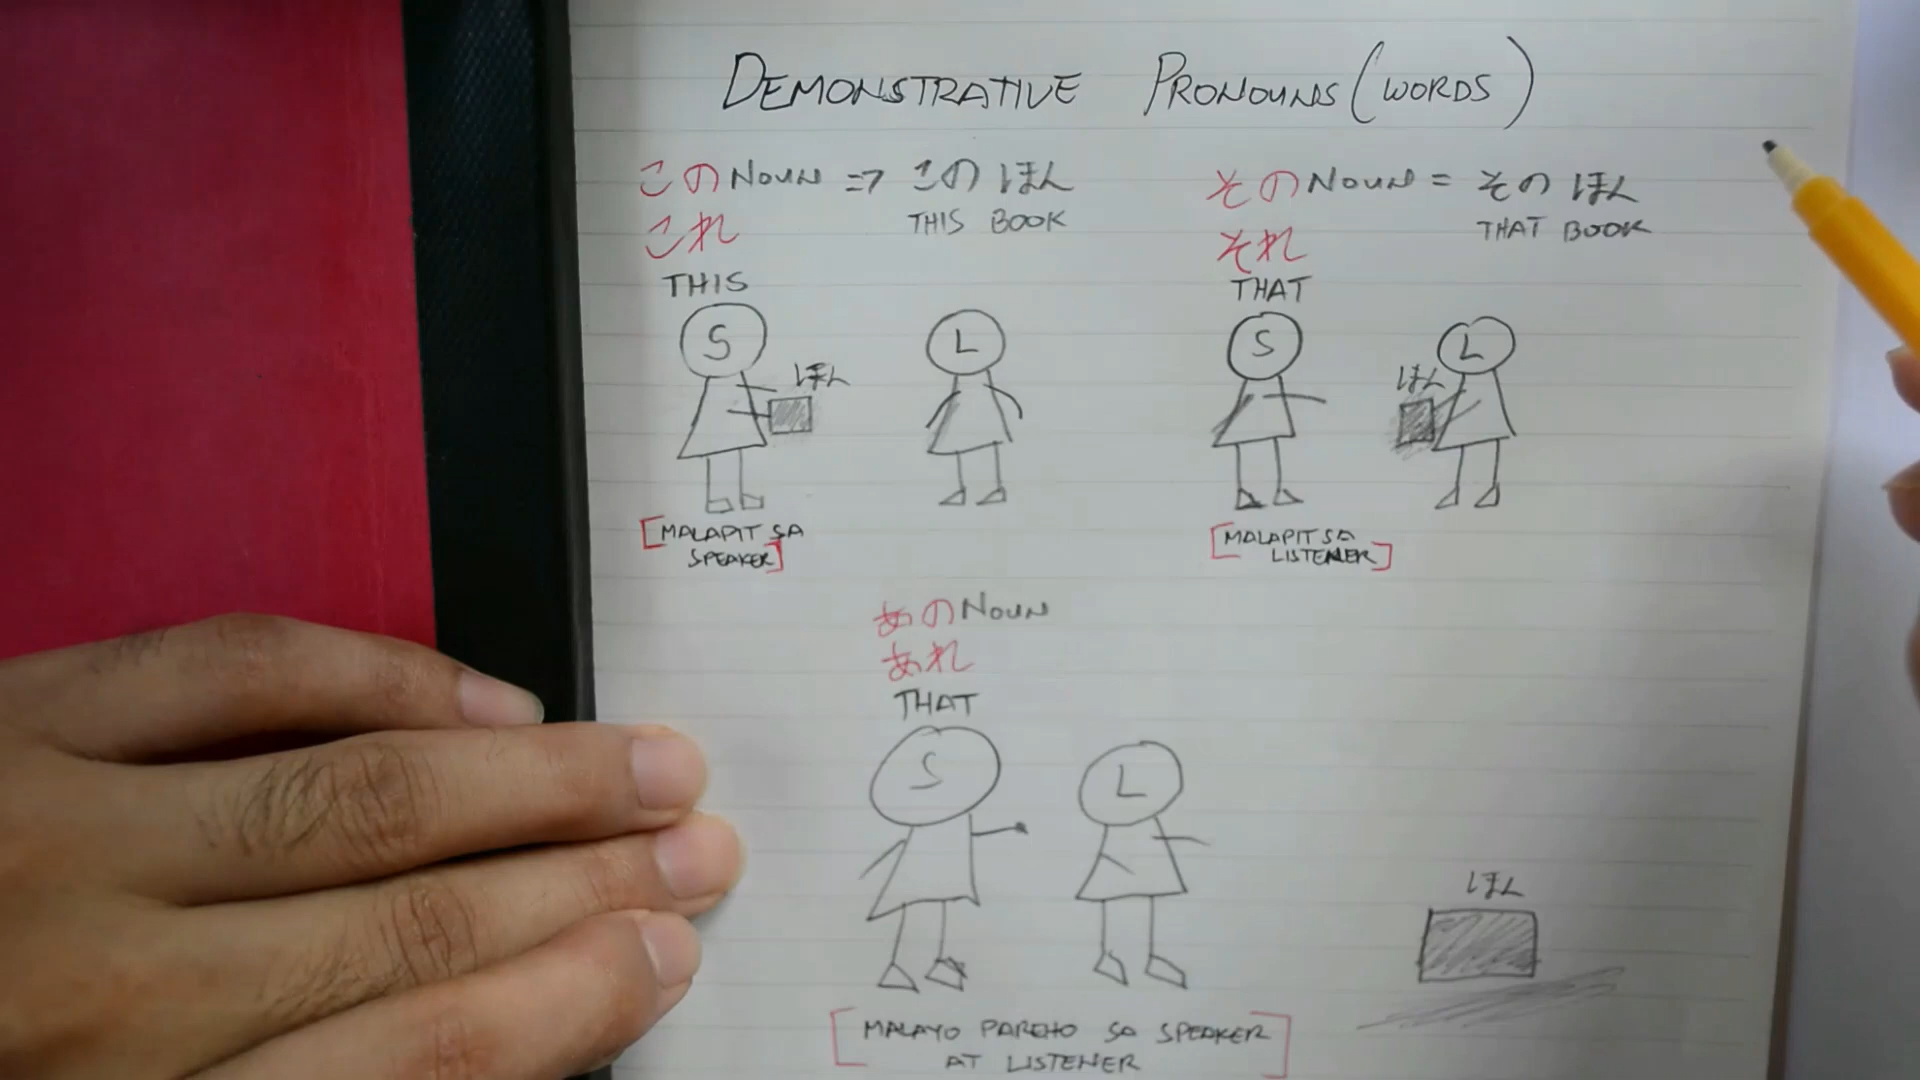 DEMONSTRATIVE PRONOUNS (WORDS)
このNOUN => このほん
これ THIS BOOK
THIS
S
ほん
L
[MALAPIT SA
SPEAKER]
そのNOUN = そのほん
それ THAT BOOK
THAT
S
ほん
L
[MALAPIT SA
LISTENER]
あのNOUN
あれ
THAT
S
L
ほん
[MALAYO PAREHO SA SPEAKER
AT LISTENER]